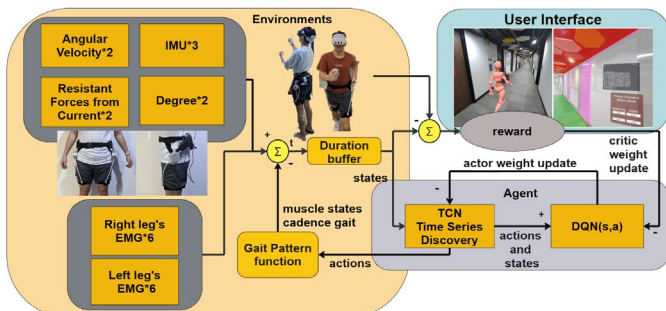 Environments
User Interface
Angular
Velocity*2
IMU*3
Resistant
Forces from
Current*2
Degree*2
+
Σ
t
-
Duration
buffer
-
Σ
reward
critic
weight
update
actor weight update
states
Agent
-
TCN
Time Series
Discovery
+
DQN(s,a)
-
actions
and
states
muscle states
cadence gait
Gait Pattern
function
actions
Right leg's
EMG*6
Left leg's
EMG*6